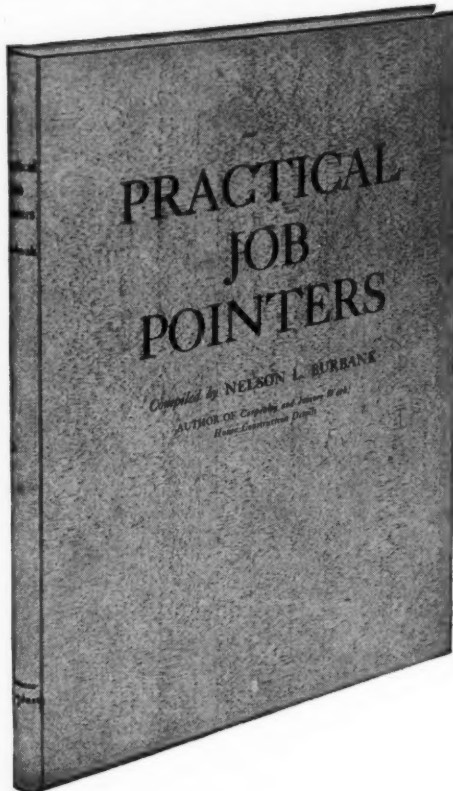 PRACTICAL
JOB
POINTERS
Compiled by NELSON L. BURBANK
AUTHOR OF Carpentry and Joinery Work;
House Construction Details